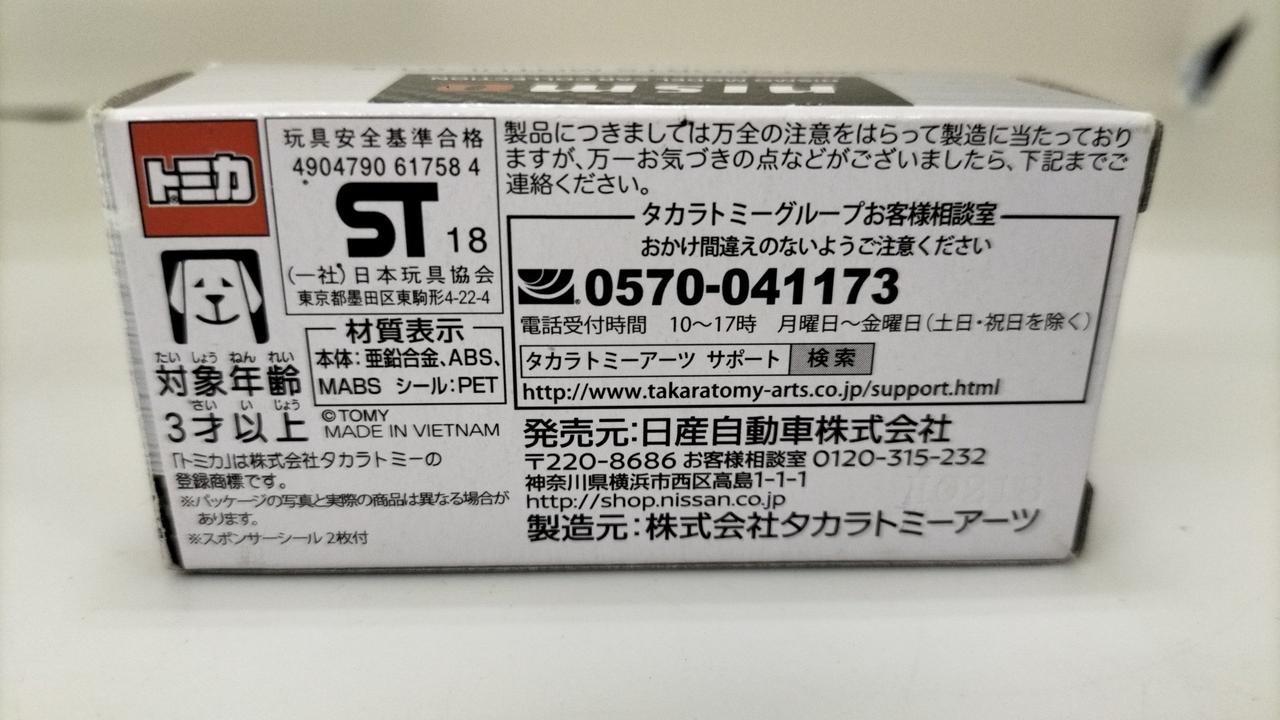 nismo
トミカ
玩具安全基準合格
4904790 61758 4
ST 18
(一社)日本玩具協会
東京都墨田区東駒形4-22-4
たいしょうねんれい
対象年齢
さいいじょう
3才以上
材質表示
本体:亜鉛合金、ABS、
MABS シール:PET
©TOMY
MADE IN VIETNAM
「トミカ」は株式会社タカラトミーの
登録商標です。
※パッケージの写真と実際の商品は異なる場合が
あります。
※スポンサーシール 2枚付
製品につきましては万全の注意をはらって製造に当たっており
ますが、万一お気づきの点などがございましたら、下記までご
連絡ください。
タカラトミーグループお客様相談室
おかけ間違えのないようご注意ください
0570-041173
電話受付時間 10〜17時 月曜日〜金曜日(土日・祝日を除く)
タカラトミーアーツ サポート 検索
http://www.takaratomy-arts.co.jp/support.html
発売元:日産自動車株式会社
〒220-8686 お客様相談室 0120-315-232
神奈川県横浜市西区高島1-1-1
http://shop.nissan.co.jp
製造元:株式会社タカラトミーアーツ